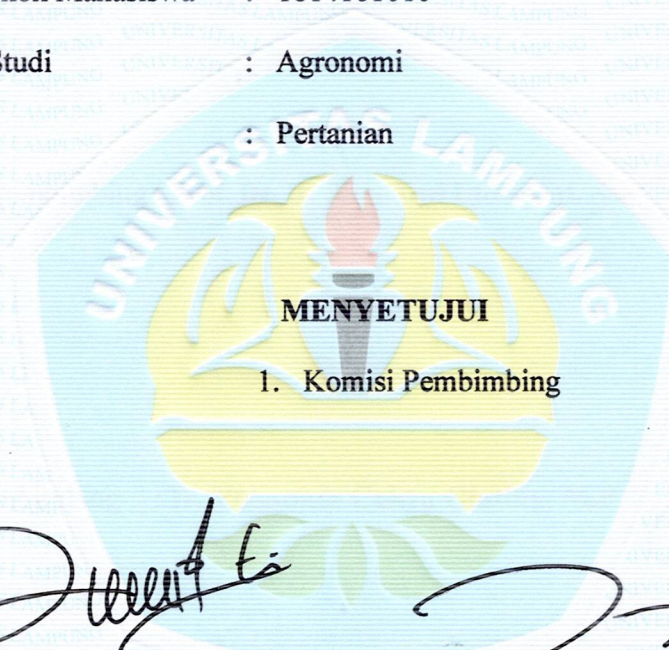 Studi : Agronomi
: Pertanian
UNIVERSITAS LAMPUNG
MENYETUJUI
1. Komisi Pembimbing